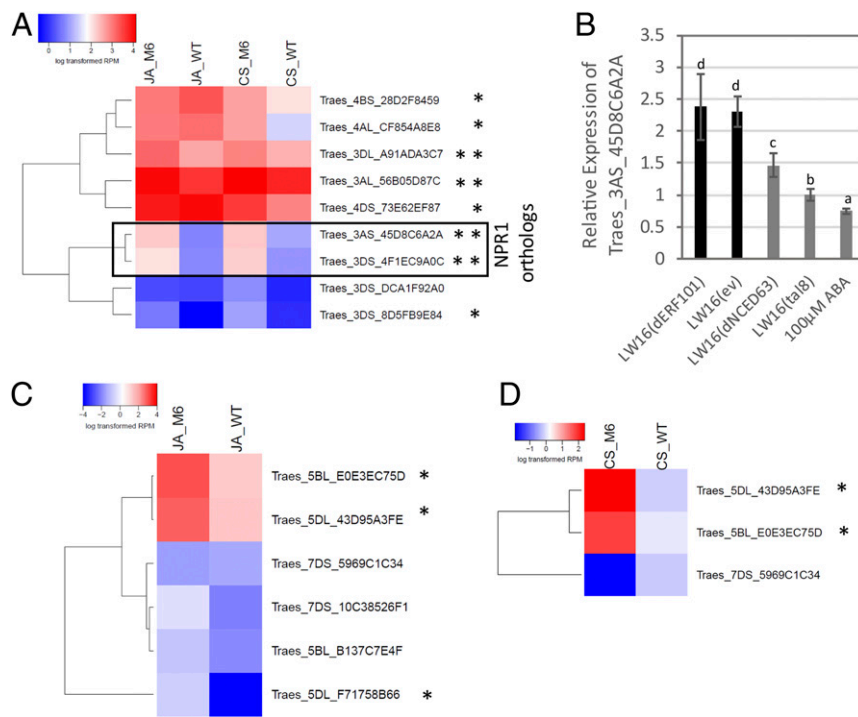 A
0 1 2 3 4
log transformed RPM
JA_M6
JA_WT
CS_M6
CS_WT
Traes_4BS_28D2F8459 *
Traes_4AL_CF854A8E8 *
Traes_3DL_A91ADA3C7 * *
Traes_3AL_56B05D87C * *
Traes_4DS_73E62EF87 *
Traes_3AS_45D8C6A2A * *
Traes_3DS_4F1EC9A0C * *
Traes_3DS_DCA1F92A0
Traes_3DS_8D5FB9E84 *
NPR1
orthologs
B
Relative Expression of
Traes_3AS_45D8C6A2A
3.5
3
2.5
2
1.5
1
0.5
0
d
d
c
b
a
LW16(dERF101)
LW16(ev)
LW16(dNCED63)
LW16(tal8)
100μM ABA
C
−4 −2 0 2 4
log transformed RPM
JA_M6
JA_WT
Traes_5BL_E0E3EC75D *
Traes_5DL_43D95A3FE *
Traes_7DS_5969C1C34
Traes_7DS_10C38526F1
Traes_5BL_B137C7E4F
Traes_5DL_F71758B66 *
D
−1 0 1 2
log transformed RPM
CS_M6
CS_WT
Traes_5DL_43D95A3FE *
Traes_5BL_E0E3EC75D *
Traes_7DS_5969C1C34